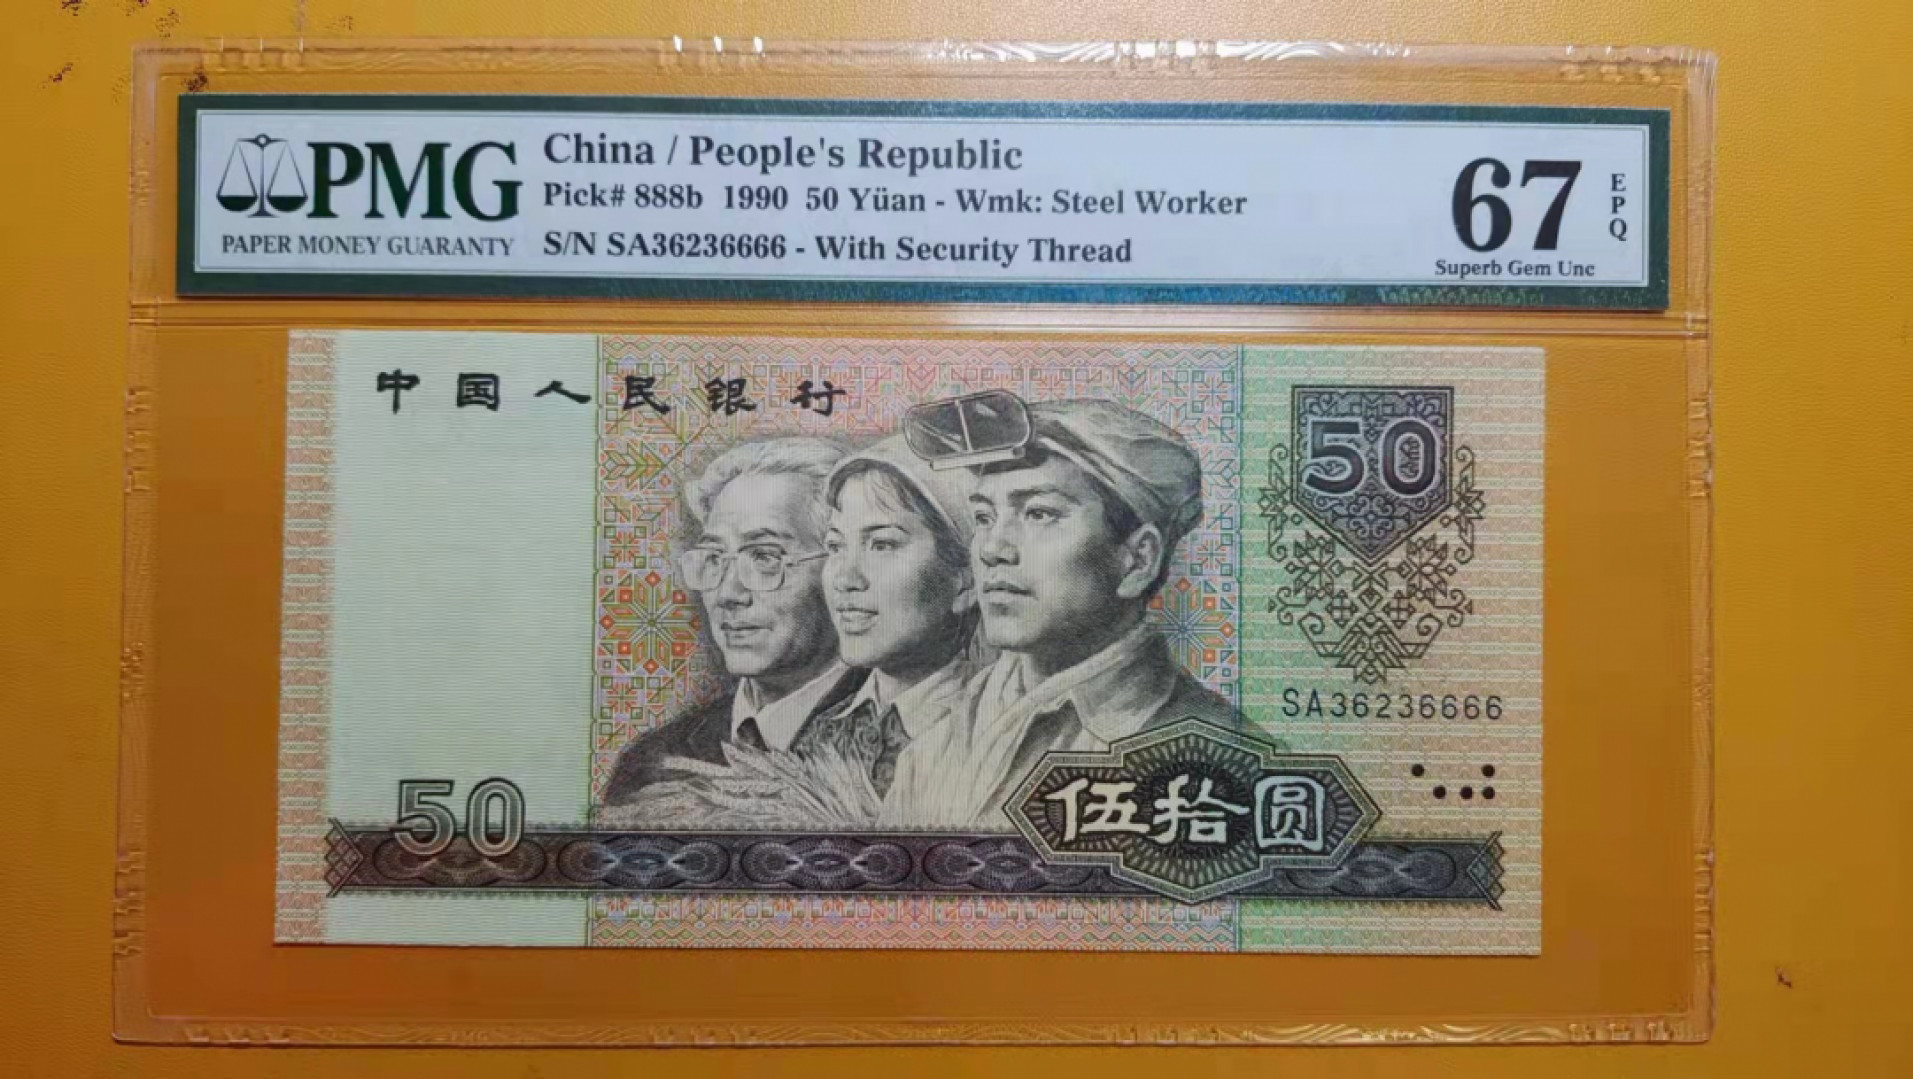 PMG
PAPER MONEY GUARANTY
China / People's Republic
Pick# 888b 1990 50 Yüan - Wmk: Steel Worker
S/N SA36236666 - With Security Thread
67
EPQ
Superb Gem Unc
中国人民银行
50
SA36236666
50
伍拾圆